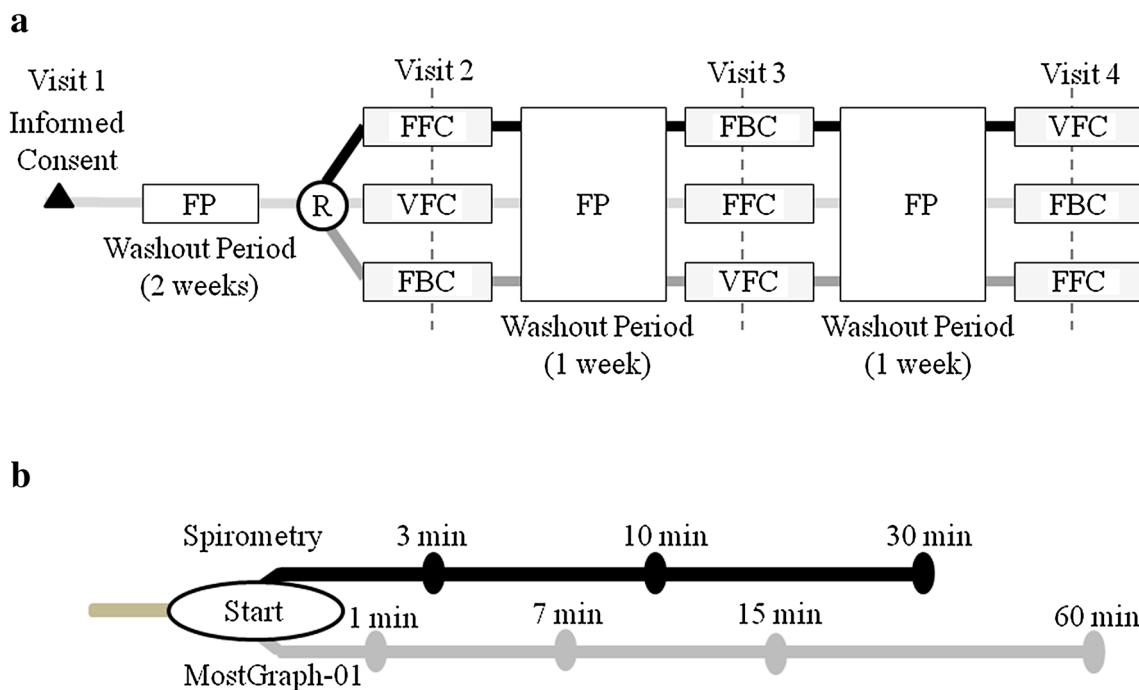 a
Visit 1
Informed
Consent
FP
Washout Period
(2 weeks)
R
Visit 2
FFC
VFC
FBC
FP
Washout Period
(1 week)
Visit 3
FBC
FFC
VFC
FP
Washout Period
(1 week)
Visit 4
VFC
FBC
FFC
b
Spirometry
3 min
10 min
30 min
Start
1 min
7 min
15 min
60 min
MostGraph-01